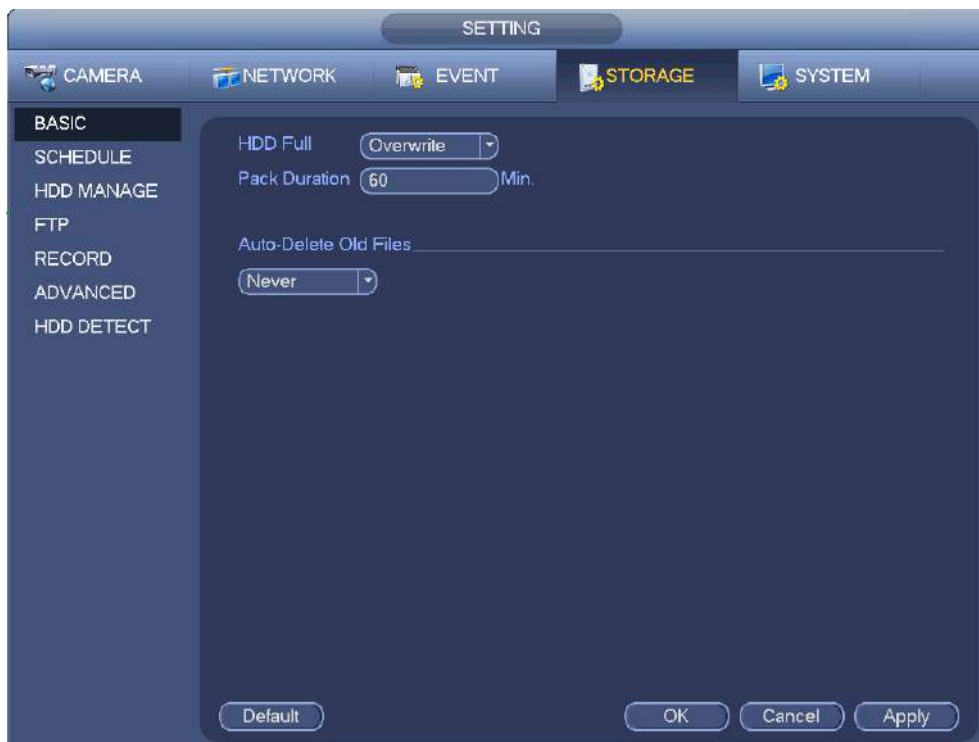 SETTING
CAMERA NETWORK EVENT STORAGE SYSTEM
BASIC
SCHEDULE
HDD MANAGE
FTP
RECORD
ADVANCED
HDD DETECT
HDD Full Overwrite
Pack Duration 60 Min.
Auto-Delete Old Files
Never
Default OK Cancel Apply